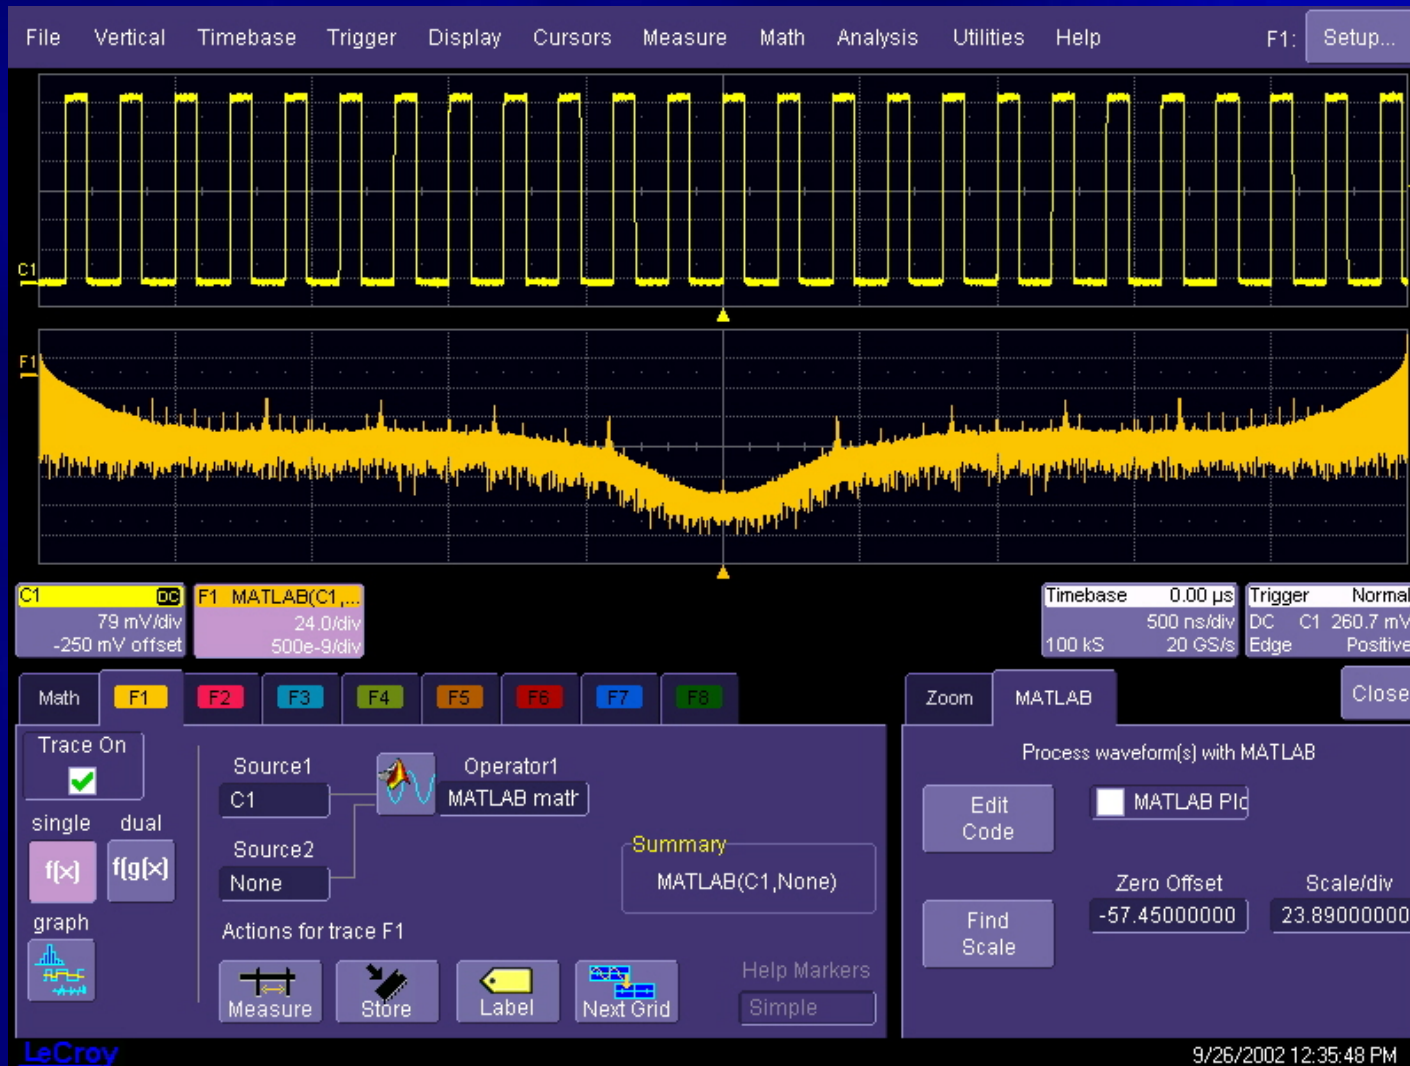 File Vertical Timebase Trigger Display Cursors Measure Math Analysis Utilities Help F1: Setup...
C1
F1
C1 DC
79 mV/div
-250 mV offset
F1 MATLAB(C1,...
24.0/div
500e-9/div
Timebase 0.00 µs
500 ns/div
100 kS 20 GS/s
Trigger Normal
DC C1 260.7 mV
Edge Positive
Math F1 F2 F3 F4 F5 F6 F7 F8
Trace On
single dual
f(x) f(g(x)
graph
Source1
C1
Source2
None
Operator1
MATLAB math
Summary
MATLAB(C1,None)
Actions for trace F1
Measure Store Label Next Grid
Help Markers
Simple
Zoom MATLAB Close
Process waveform(s) with MATLAB
Edit
Code
MATLAB Plo
Find
Scale
Zero Offset
-57.45000000
Scale/div
23.89000000
LeCroy
9/26/2002 12:35:48 PM